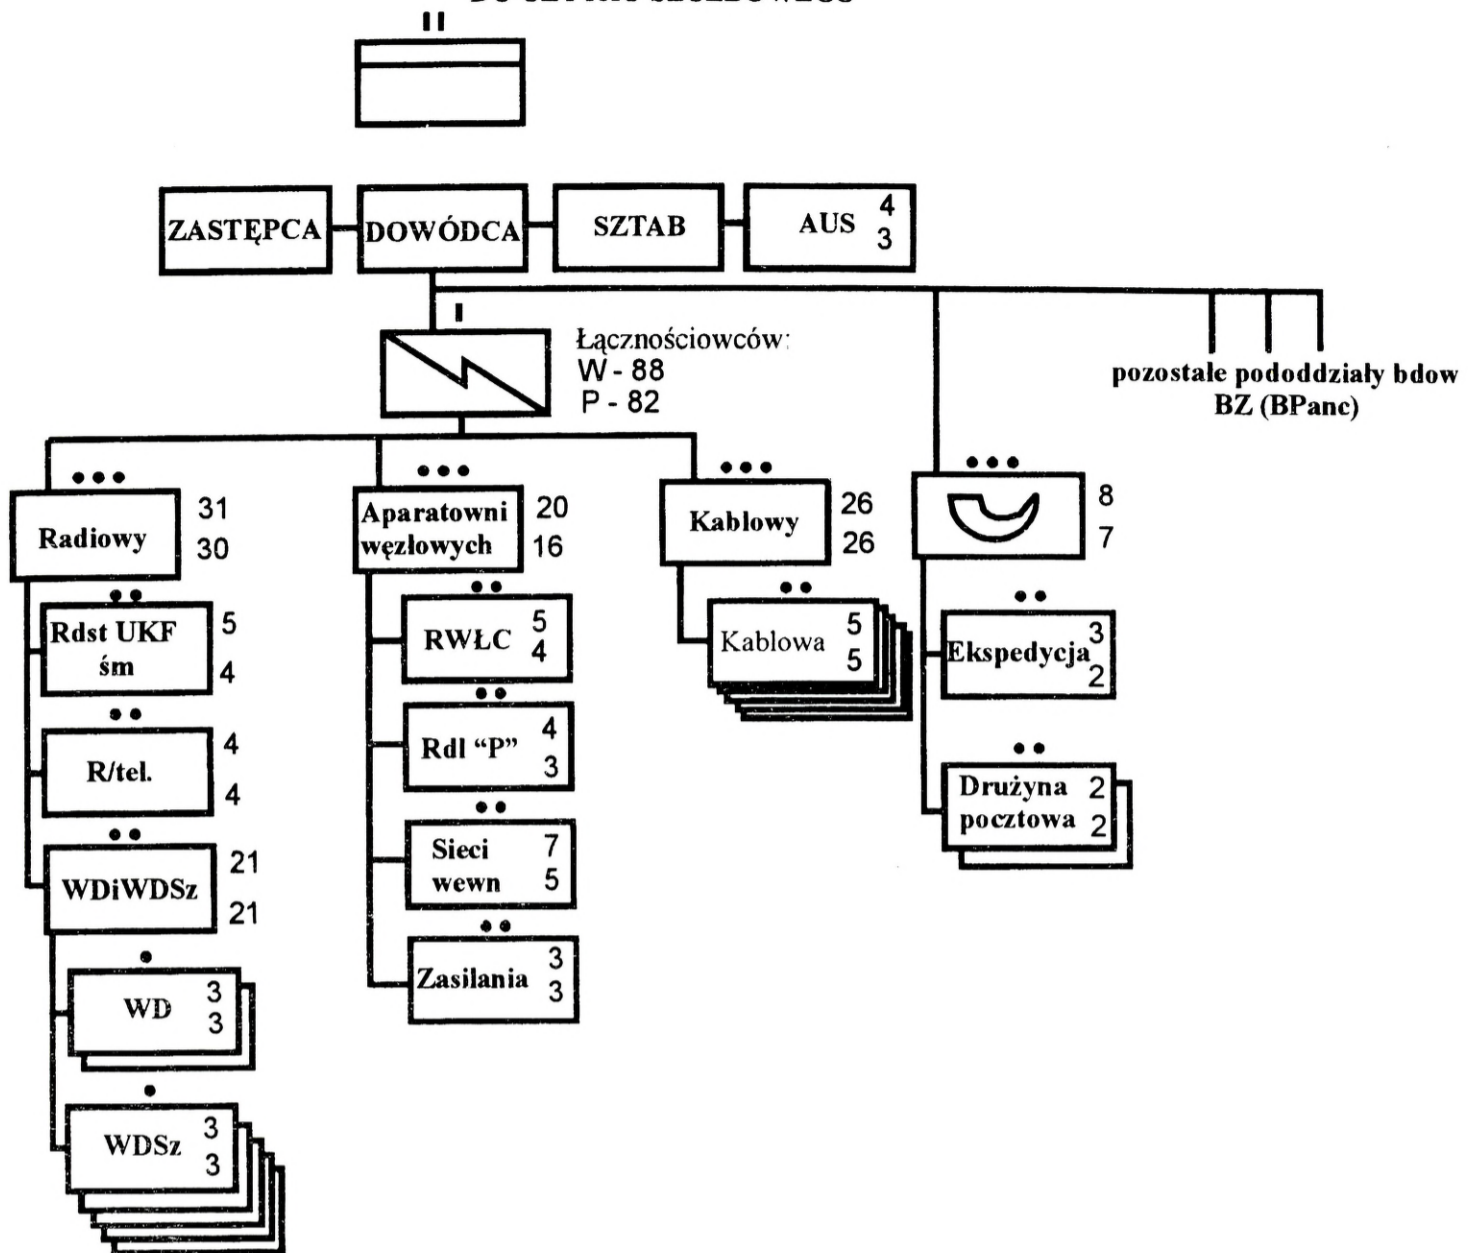 II
ZASTĘPCA
DOWÓDCA
SZTAB
AUS 4
3
I
Łącznościowców:
W - 88
P - 82
pozostałe pododdziały bdow
BZ (BPanc)
Radiowy
31
30
Aparatowni
węzłowych
20
16
Kablowy
26
26
8
7
Rdst UKF
śm
5
4
R/tel.
4
4
WDiWDSz
21
21
WD
3
3
WDSz
3
3
RWŁC
5
4
Rdl “P”
4
3
Sieci
wewn
7
5
Zasilania
3
3
Kablowa
5
5
Ekspedycja
3
2
Drużyna
pocztowa
2
2